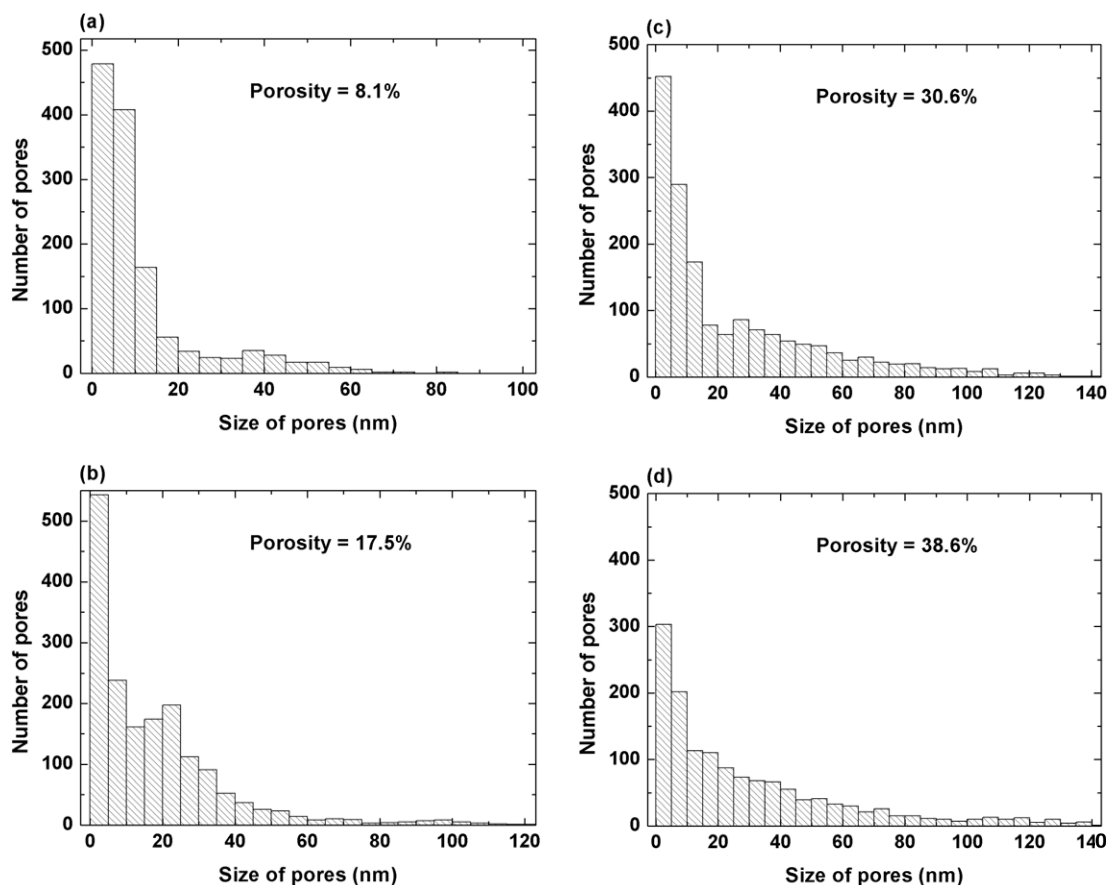 (a)
Porosity = 8.1%
Number of pores
500
400
300
200
100
0
0 20 40 60 80 100
Size of pores (nm)
(b)
Porosity = 17.5%
Number of pores
500
400
300
200
100
0
0 20 40 60 80 100 120
Size of pores (nm)
(c)
Porosity = 30.6%
Number of pores
500
400
300
200
100
0
0 20 40 60 80 100 120 140
Size of pores (nm)
(d)
Porosity = 38.6%
Number of pores
500
400
300
200
100
0
0 20 40 60 80 100 120 140
Size of pores (nm)